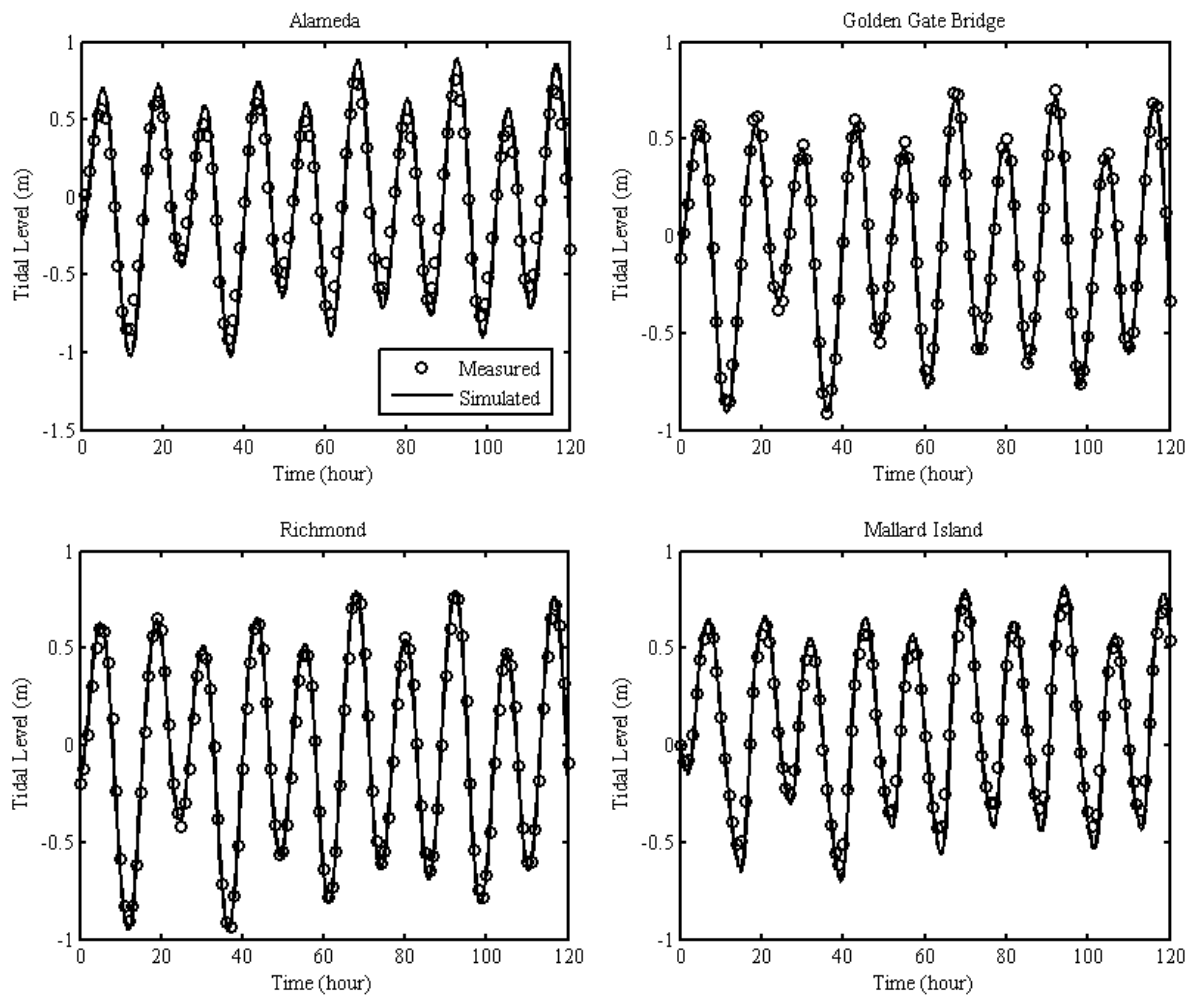 Alameda
1
0.5
0
-0.5
-1
-1.5
Tidal Level (m)
0 20 40 60 80 100 120
Time (hour)
Measured
Simulated
Golden Gate Bridge
1
0.5
0
-0.5
-1
Tidal Level (m)
0 20 40 60 80 100 120
Time (hour)
Richmond
1
0.5
0
-0.5
-1
Tidal Level (m)
0 20 40 60 80 100 120
Time (hour)
Mallard Island
1
0.5
0
-0.5
-1
Tidal Level (m)
0 20 40 60 80 100 120
Time (hour)